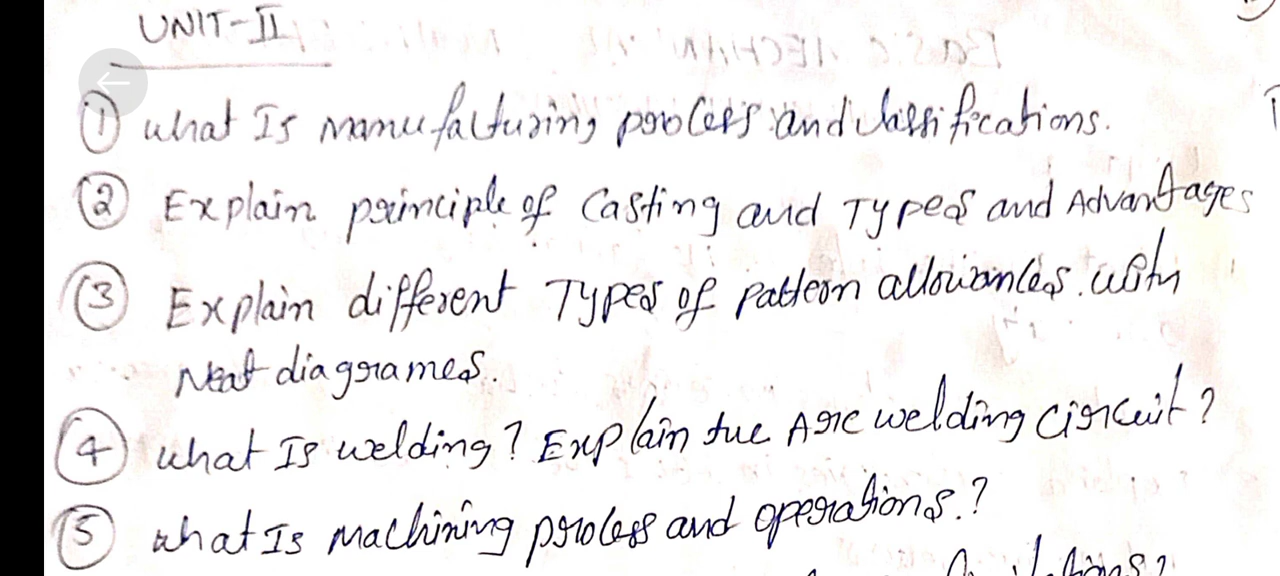 UNIT-II
① what Is manufacturing process and classifications.
② Explain principle of Casting and Types and Advantages
③ Explain different Types of pattern allowances. with
Neat diagrames.
④ what Is welding? Explain the Arc welding circuit?
⑤ what Is Machining process and operations.?